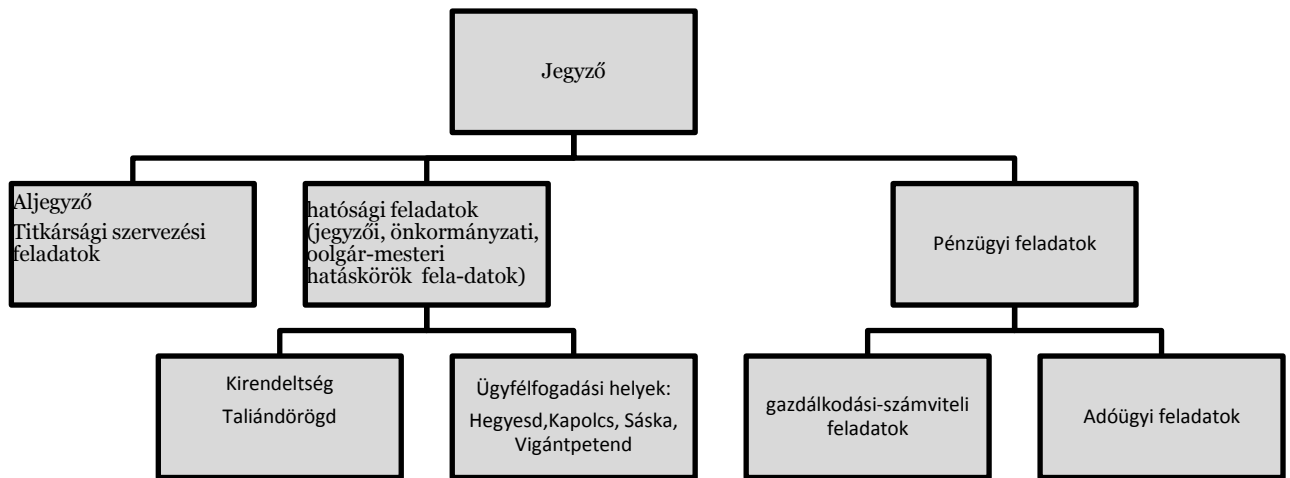 Jegyző
Aljegyző
Titkársági szervezési
feladatok
hatósági feladatok
(jegyzői, önkormányzati,
polgár-mesteri
hatáskörök fela-datok)
Pénzügyi feladatok
Kirendeltség
Taliándörögd
Ügyfélfogadási helyek:
Hegyesd,Kapolcs, Sáska,
Vigántpetend
gazdálkodási-számviteli
feladatok
Adóügyi feladatok